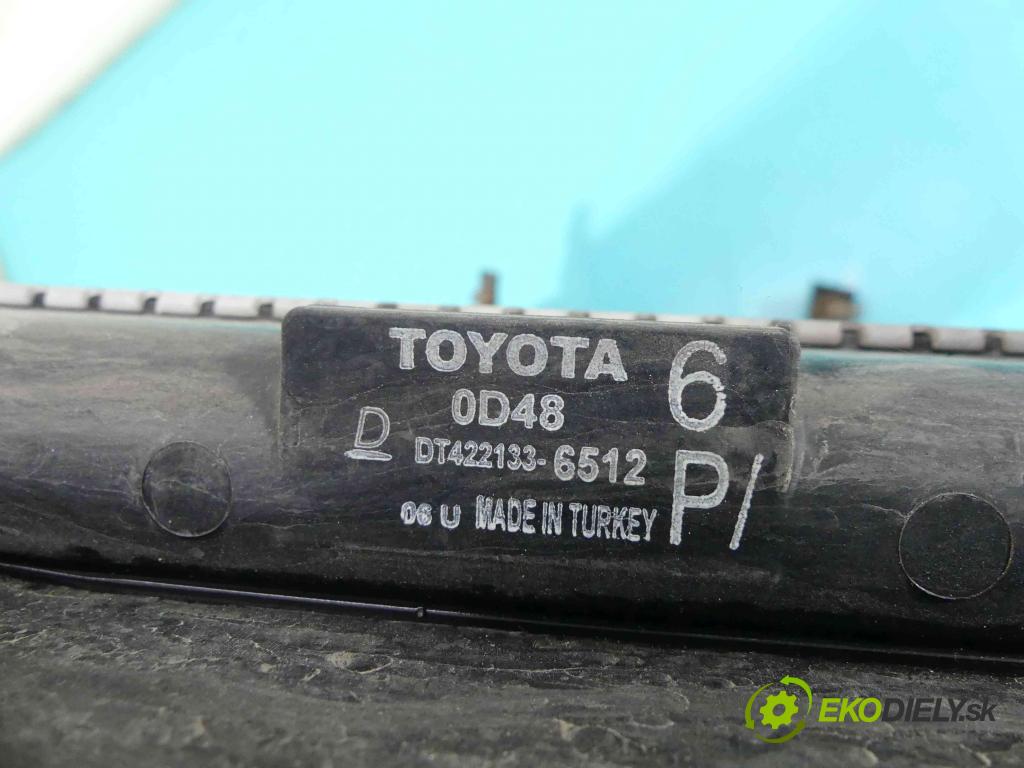 TOYOTA 6
0D48
D DT422133-6512 P/
06 U MADE IN TURKEY
EKODIELY.sk